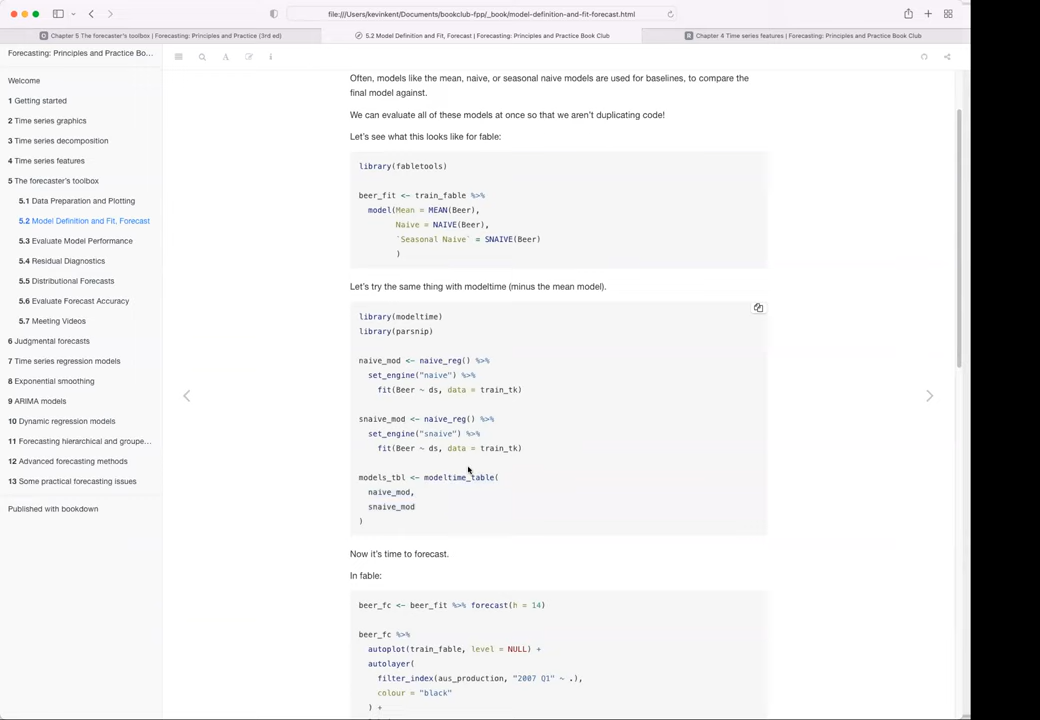 file:///Users/kevinkent/Documents/bookclub-fpp/_book/model-definition-and-fit-forecast.html
Chapter 5 The forecaster's toolbox | Forecasting: Principles and Practice (3rd ed)
5.2 Model Definition and Fit, Forecast | Forecasting: Principles and Practice Book Club
Chapter 4 Time series features | Forecasting: Principles and Practice Book Club
Forecasting: Principles and Practice Bo...
Welcome
1 Getting started
2 Time series graphics
3 Time series decomposition
4 Time series features
5 The forecaster's toolbox
5.1 Data Preparation and Plotting
5.2 Model Definition and Fit, Forecast
5.3 Evaluate Model Performance
5.4 Residual Diagnostics
5.5 Distributional Forecasts
5.6 Evaluate Forecast Accuracy
5.7 Meeting Videos
6 Judgmental forecasts
7 Time series regression models
8 Exponential smoothing
9 ARIMA models
10 Dynamic regression models
11 Forecasting hierarchical and groupe...
12 Advanced forecasting methods
13 Some practical forecasting issues
Published with bookdown
Often, models like the mean, naive, or seasonal naive models are used for baselines, to compare the
final model against.
We can evaluate all of these models at once so that we aren't duplicating code!
Let's see what this looks like for fable:
library(fabletools)
beer_fit <- train_fable %>%
model(Mean = MEAN(Beer),
Naive = NAIVE(Beer),
`Seasonal Naive` = SNAIVE(Beer)
)
Let's try the same thing with modeltime (minus the mean model).
library(modeltime)
library(parsnip)
naive_mod <- naive_reg() %>%
set_engine("naive") %>%
fit(Beer ~ ds, data = train_tk)
snaive_mod <- naive_reg() %>%
set_engine("snaive") %>%
fit(Beer ~ ds, data = train_tk)
models_tbl <- modeltime_table(
naive_mod,
snaive_mod
)
Now it's time to forecast.
In fable:
beer_fc <- beer_fit %>% forecast(h = 14)
beer_fc %>%
autoplot(train_fable, level = NULL) +
autolayer(
filter_index(aus_production, "2007 Q1" ~ .),
colour = "black"
) +